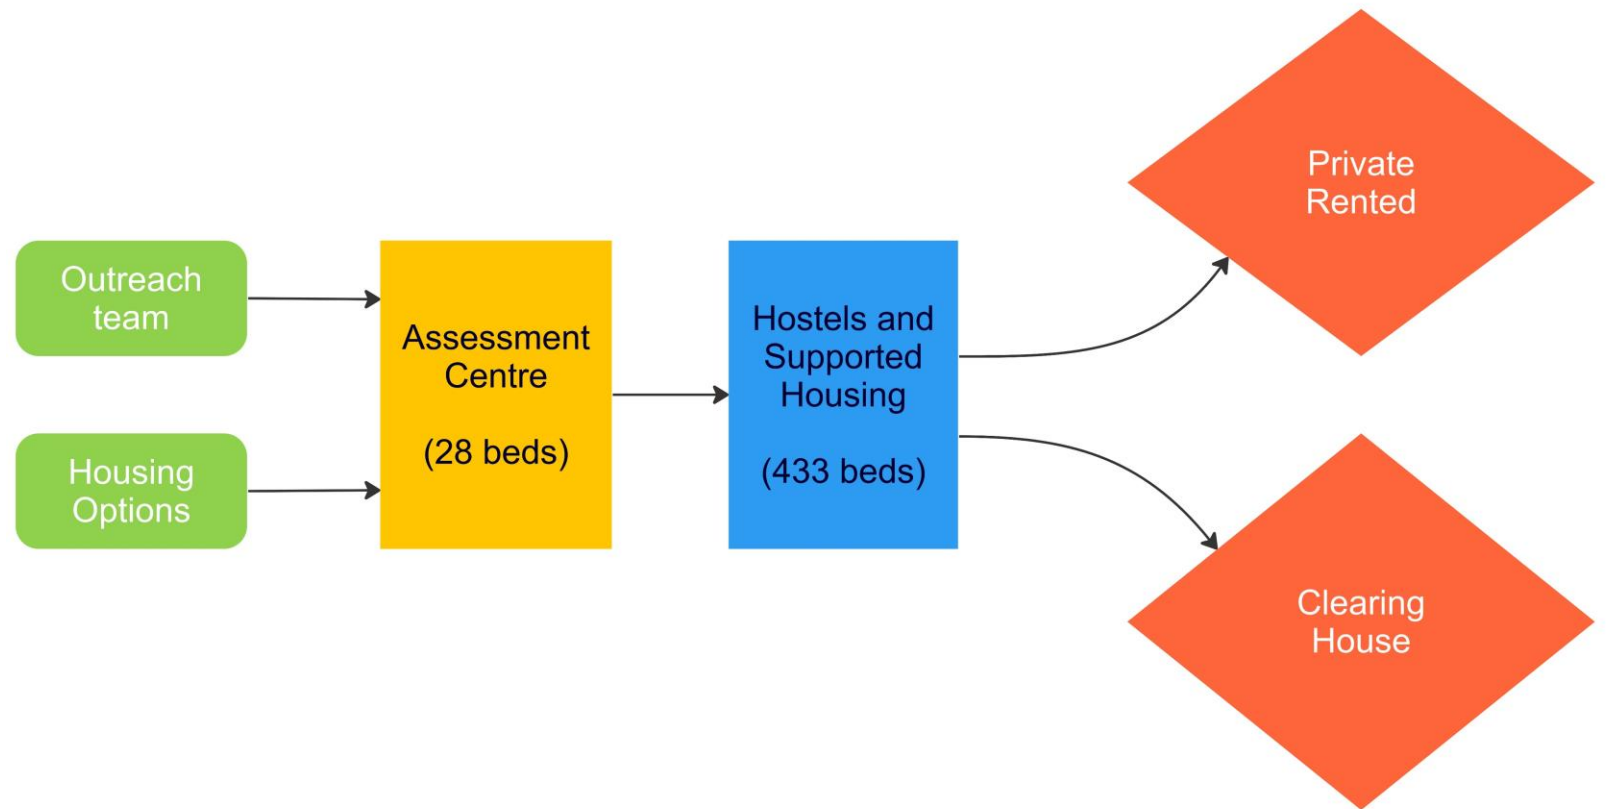 Outreach
team
Housing
Options
Assessment
Centre
(28 beds)
Hostels and
Supported
Housing
(433 beds)
Private
Rented
Clearing
House